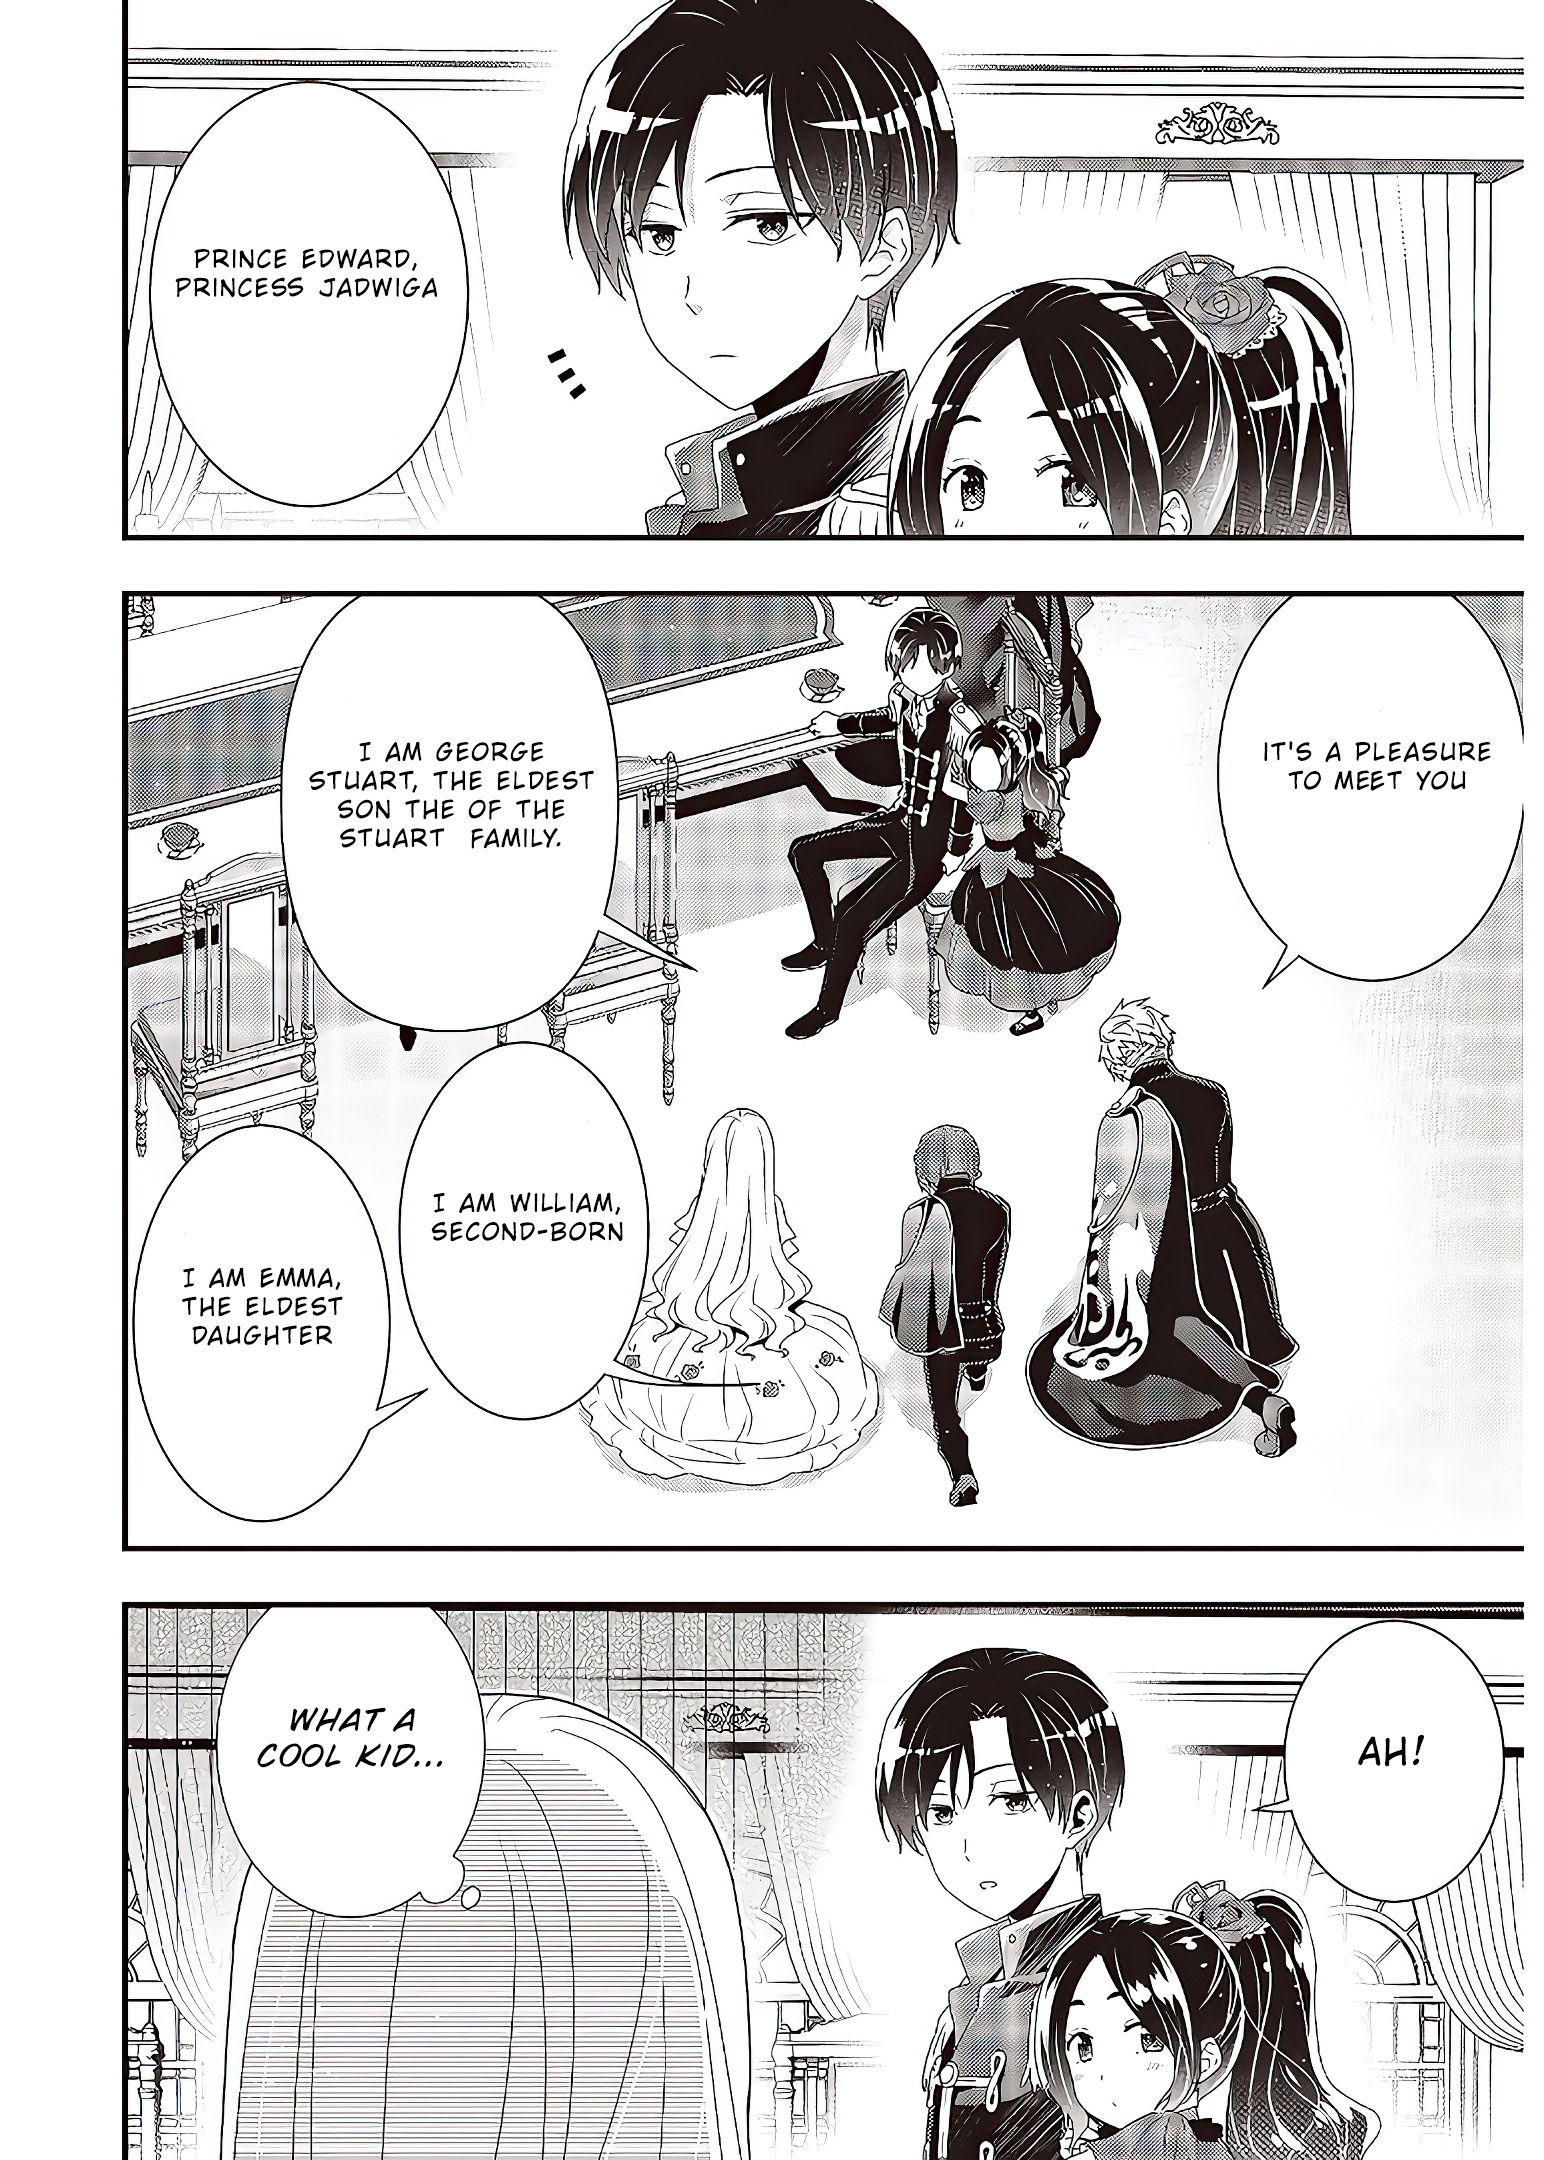 PRINCE EDWARD,
PRINCESS JADWIGA
IT'S A PLEASURE
TO MEET YOU
I AM GEORGE
STUART, THE ELDEST
SON THE OF THE
STUART FAMILY.
I AM WILLIAM,
SECOND-BORN
I AM EMMA,
THE ELDEST
DAUGHTER
AH!
WHAT A
COOL KID...